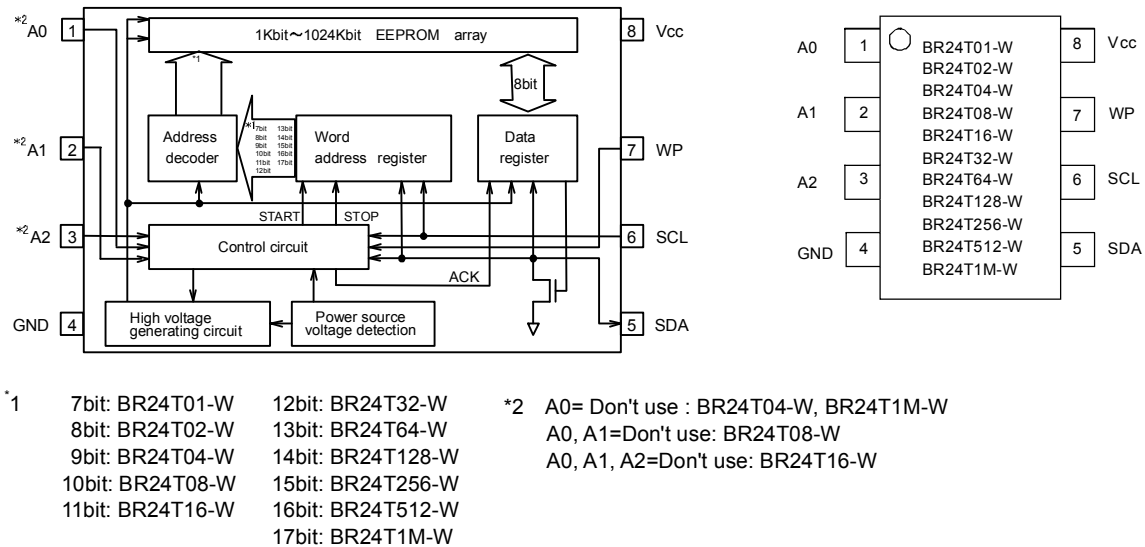 *2 A0 1
1Kbit～1024Kbit EEPROM array
8 Vcc
*1
8bit
*2 A1 2
Address
decoder
*1
7bit 13bit
8bit 14bit
9bit 15bit
10bit 16bit
11bit 17bit
12bit
Word
address register
Data
register
7 WP
START STOP
*2 A2 3
Control circuit
6 SCL
ACK
GND 4
High voltage
generating circuit
Power source
voltage detection
5 SDA
A0 1
A1 2
A2 3
GND 4
BR24T01-W
BR24T02-W
BR24T04-W
BR24T08-W
BR24T16-W
BR24T32-W
BR24T64-W
BR24T128-W
BR24T256-W
BR24T512-W
BR24T1M-W
8 Vcc
7 WP
6 SCL
5 SDA
*1
7bit: BR24T01-W
8bit: BR24T02-W
9bit: BR24T04-W
10bit: BR24T08-W
11bit: BR24T16-W
12bit: BR24T32-W
13bit: BR24T64-W
14bit: BR24T128-W
15bit: BR24T256-W
16bit: BR24T512-W
17bit: BR24T1M-W
*2 A0= Don't use : BR24T04-W, BR24T1M-W
A0, A1=Don't use: BR24T08-W
A0, A1, A2=Don't use: BR24T16-W